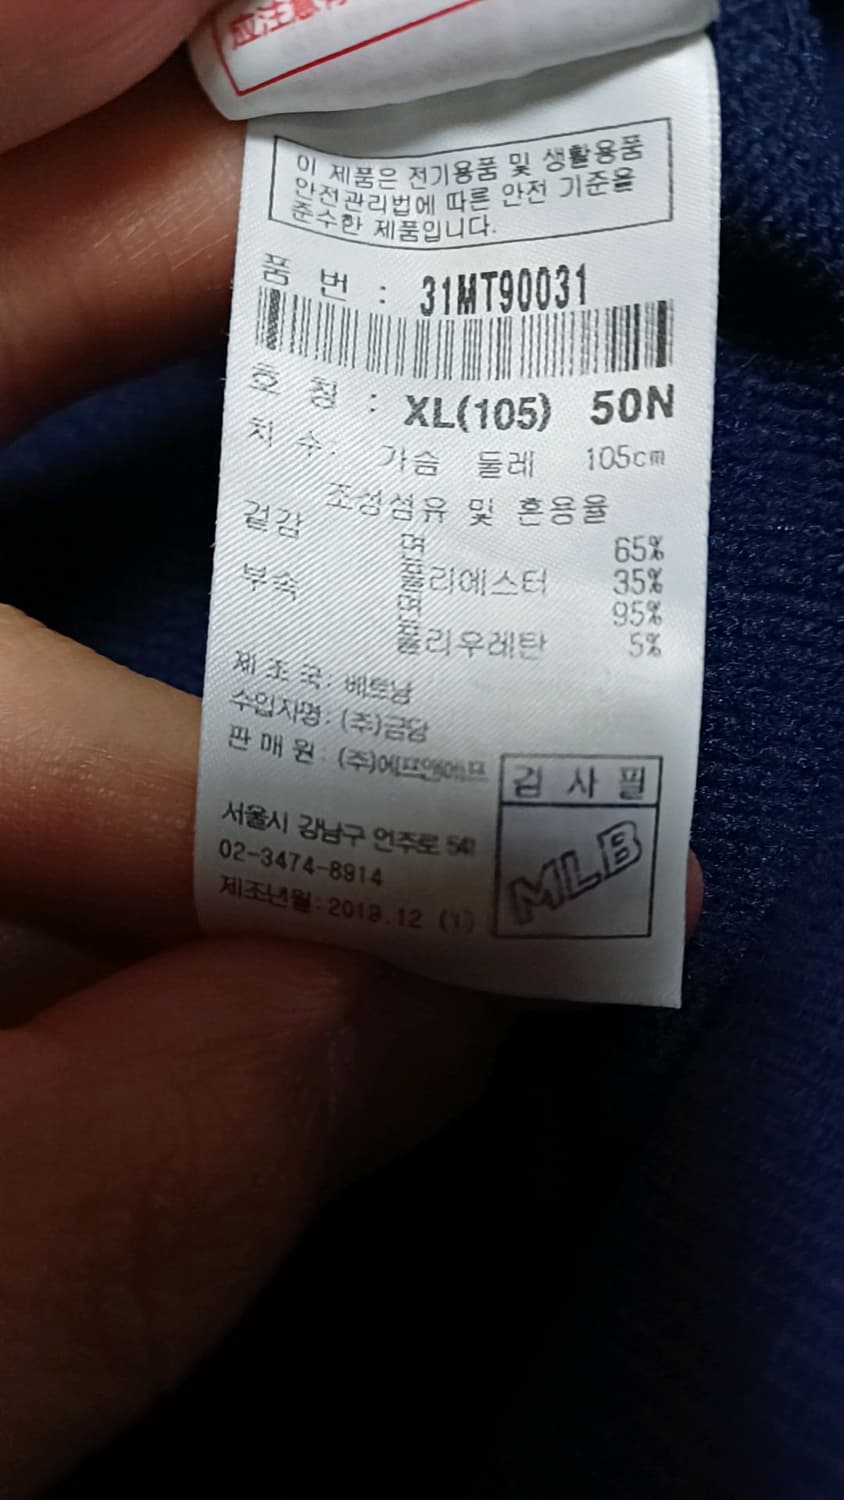 应注意
이 제품은 전기용품 및 생활용품
안전관리법에 따른 안전 기준을
준수한 제품입니다.
품 번 : 31MT90031
호 칭 : XL(105) 50N
치 수: 가슴 둘레 105cm
조성섬유 및 혼용율
겉감 면 65%
폴리에스터 35%
부속 면 95%
폴리우레탄 5%
제 조 국: 베트남
수입자명: (주)금당
판 매 원: (주)에프앤에프
검 사 필
MLB
서울시 강남구 언주로 541
02-3474-8914
제조년월: 2019.12 (1)